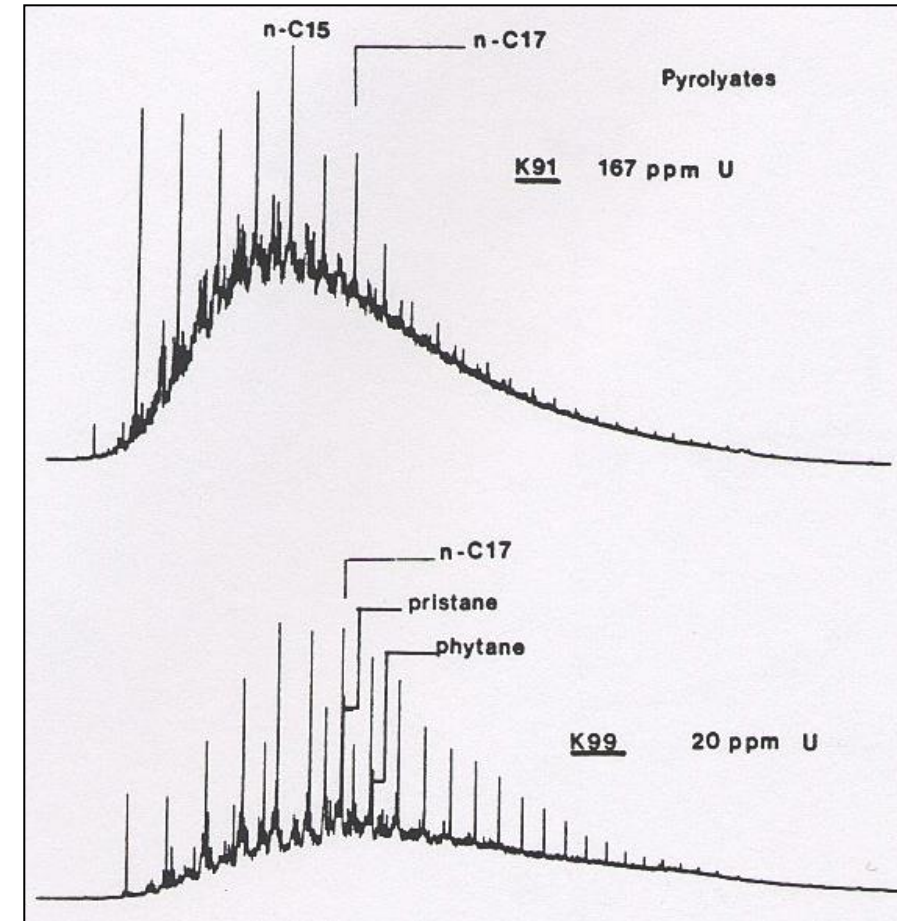 n-C15
n-C17
Pyrolyates
K91 167 ppm U
n-C17
pristane
phytane
K99 20 ppm U